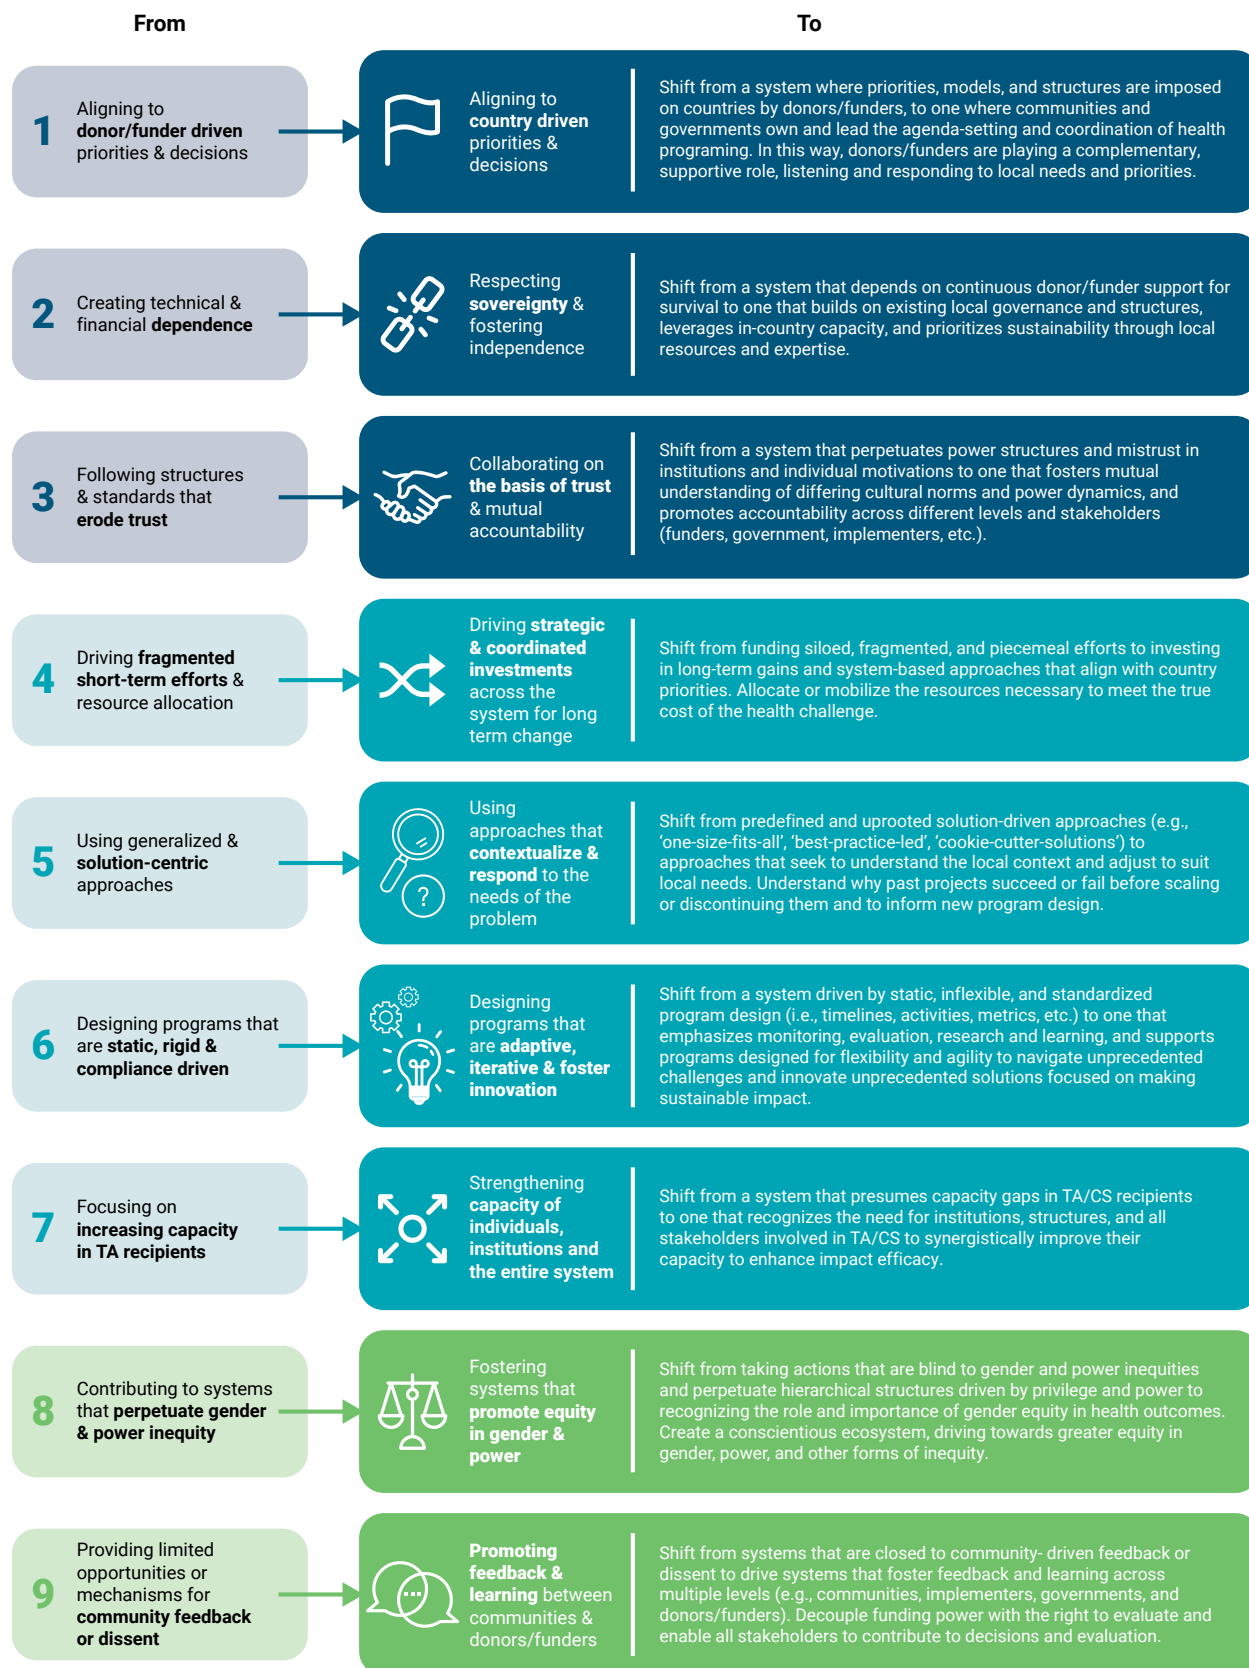 From
To
1
Aligning to
donor/funder driven
priorities & decisions
Aligning to
country driven
priorities &
decisions
Shift from a system where priorities, models, and structures are imposed
on countries by donors/funders, to one where communities and
governments own and lead the agenda-setting and coordination of health
programing. In this way, donors/funders are playing a complementary,
supportive role, listening and responding to local needs and priorities.
2
Creating technical &
financial dependence
Respecting
sovereignty &
fostering
independence
Shift from a system that depends on continuous donor/funder support for
survival to one that builds on existing local governance and structures,
leverages in-country capacity, and prioritizes sustainability through local
resources and expertise.
3
Following structures
& standards that
erode trust
Collaborating on
the basis of trust
& mutual
accountability
Shift from a system that perpetuates power structures and mistrust in
institutions and individual motivations to one that fosters mutual
understanding of differing cultural norms and power dynamics, and
promotes accountability across different levels and stakeholders
(funders, government, implementers, etc.).
4
Driving fragmented
short-term efforts &
resource allocation
Driving strategic
& coordinated
investments
across the
system for long
term change
Shift from funding siloed, fragmented, and piecemeal efforts to investing
in long-term gains and system-based approaches that align with country
priorities. Allocate or mobilize the resources necessary to meet the true
cost of the health challenge.
5
Using generalized &
solution-centric
approaches
?
Using
approaches that
contextualize &
respond to the
needs of the
problem
Shift from predefined and uprooted solution-driven approaches (e.g.,
‘one-size-fits-all’, ‘best-practice-led’, ‘cookie-cutter-solutions’) to
approaches that seek to understand the local context and adjust to suit
local needs. Understand why past projects succeed or fail before scaling
or discontinuing them and to inform new program design.
6
Designing programs that
are static, rigid &
compliance driven
Designing
programs that
are adaptive,
iterative & foster
innovation
Shift from a system driven by static, inflexible, and standardized
program design (i.e., timelines, activities, metrics, etc.) to one that
emphasizes monitoring, evaluation, research and learning, and supports
programs designed for flexibility and agility to navigate unprecedented
challenges and innovate unprecedented solutions focused on making
sustainable impact.
7
Focusing on
increasing capacity
in TA recipients
Strengthening
capacity of
individuals,
institutions and
the entire system
Shift from a system that presumes capacity gaps in TA/CS recipients
to one that recognizes the need for institutions, structures, and all
stakeholders involved in TA/CS to synergistically improve their
capacity to enhance impact efficacy.
8
Contributing to systems
that perpetuate gender
& power inequity
Fostering
systems that
promote equity
in gender &
power
Shift from taking actions that are blind to gender and power inequities
and perpetuate hierarchical structures driven by privilege and power to
recognizing the role and importance of gender equity in health outcomes.
Create a conscientious ecosystem, driving towards greater equity in
gender, power, and other forms of inequity.
9
Providing limited
opportunities or
mechanisms for
community feedback
or dissent
Promoting
feedback &
learning between
communities &
donors/funders
Shift from systems that are closed to community- driven feedback or
dissent to drive systems that foster feedback and learning across
multiple levels (e.g., communities, implementers, governments, and
donors/funders). Decouple funding power with the right to evaluate and
enable all stakeholders to contribute to decisions and evaluation.